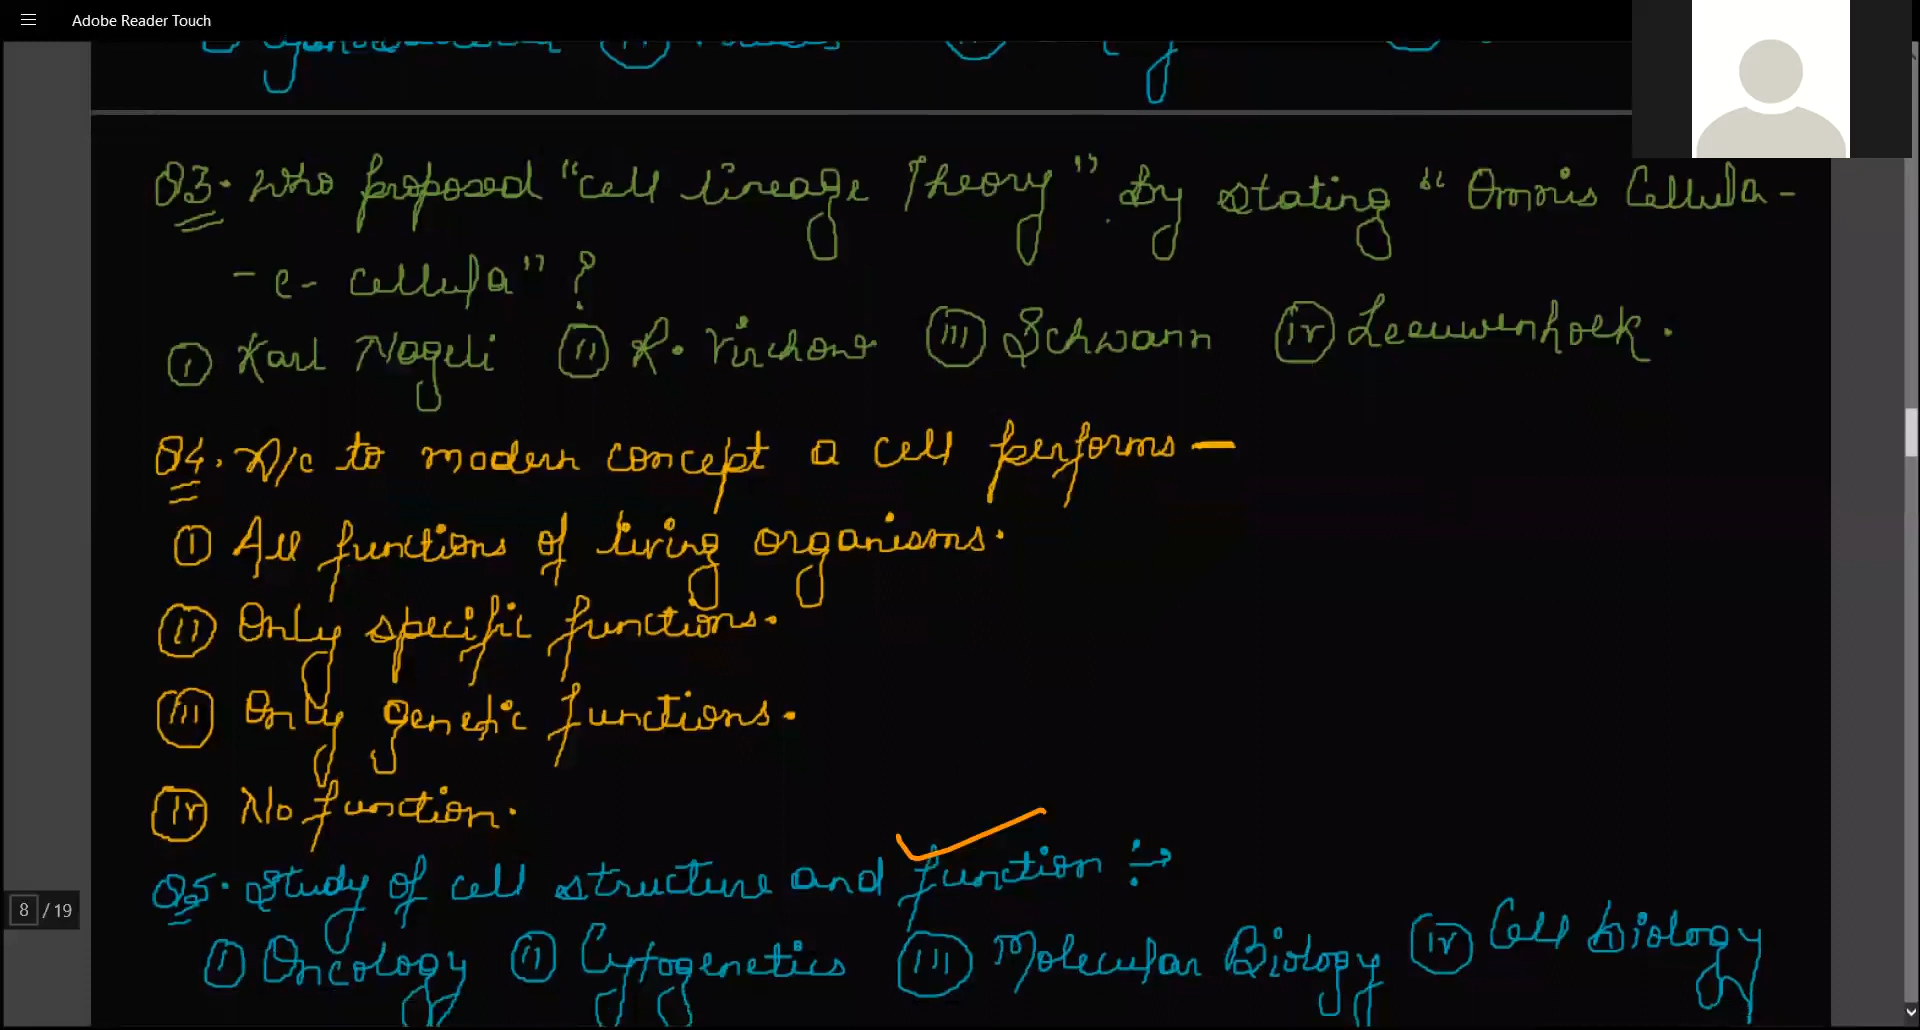 Adobe Reader Touch
Q3. Who proposed "cell lineage Theory" by stating "Omnis Cellula-
-e- cellula" ?
(i) Karl Nageli (ii) R. Virchow (iii) Schwann (iv) Leeuwenhoek.
Q4. A/c to modern concept a cell performs —
(i) All functions of living organisms.
(ii) Only specific functions.
(iii) Only genetic functions.
(iv) No function.
Q5. Study of cell structure and function :→
(i) Oncology (ii) Cytogenetics (iii) Molecular Biology (iv) Cell biology
8 / 19